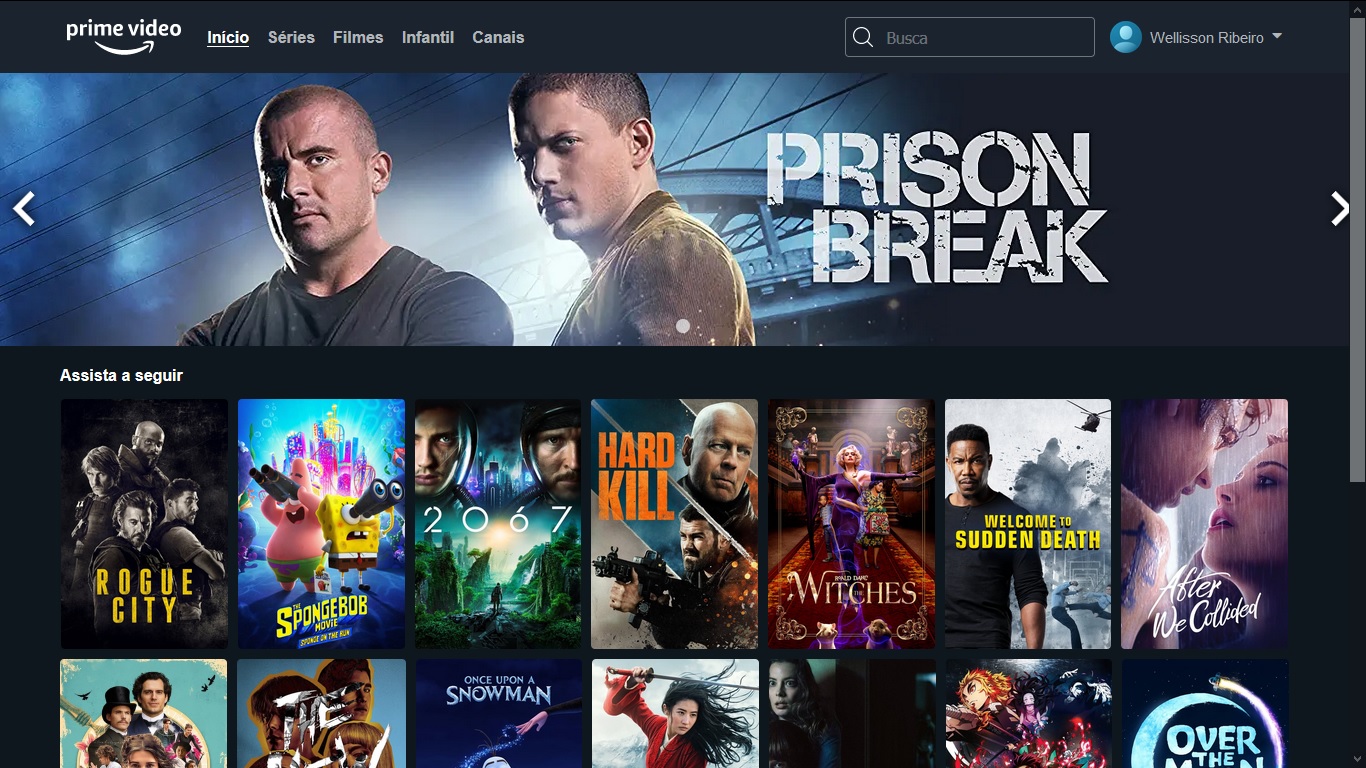 prime video
Início
Séries
Filmes
Infantil
Canais
Busca
Wellisson Ribeiro
PRISON
BREAK
Assista a seguir
ROGUE
CITY
THE
SPONGEBOB
MOVIE
SPONGE ON THE RUN
2067
HARD
KILL
ROALD DAHL'S
THE
WITCHES
WELCOME TO
SUDDEN DEATH
After
We Collided
THE
ONCE UPON A
SNOWMAN
OVER
THE
MOON